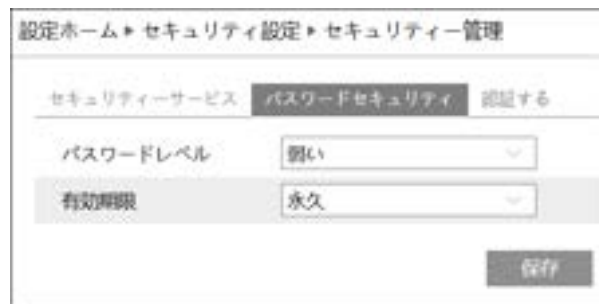 設定ホーム▸セキュリティ設定▸セキュリティー管理
セキュリティーサービス パスワードセキュリティ 認証する
パスワードレベル 弱い
有効期限 永久
保存